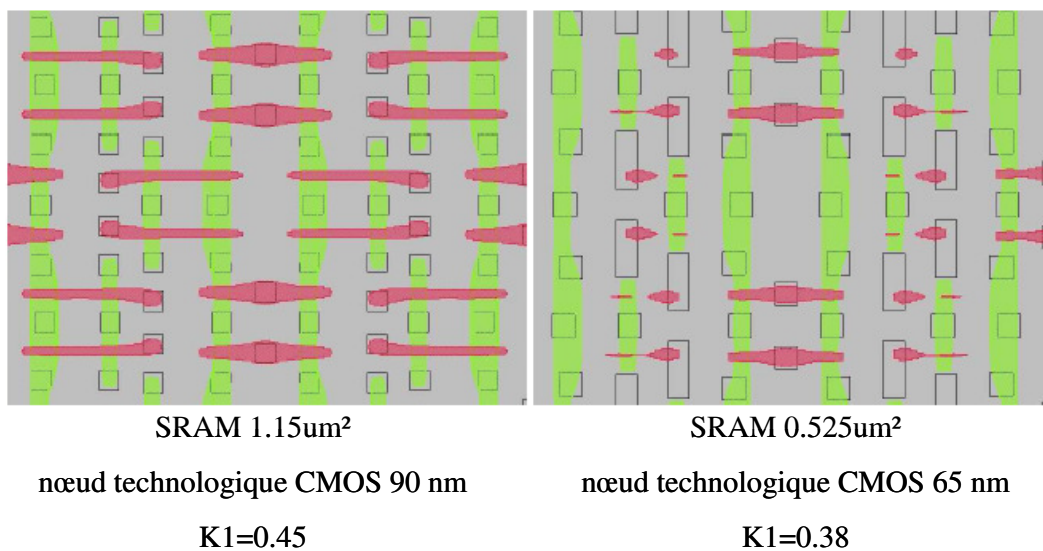 SRAM 1.15um²
nœud technologique CMOS 90 nm
K1=0.45
SRAM 0.525um²
nœud technologique CMOS 65 nm
K1=0.38